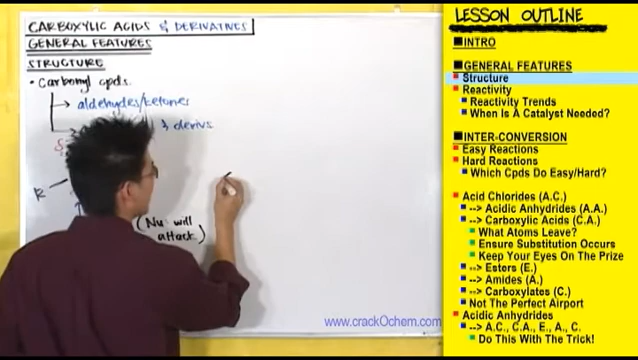 CARBOXYLIC ACIDS & DERIVATIVES
GENERAL FEATURES
STRUCTURE
• Carbonyl cpds.
→ aldehydes/ketones
& derivs
R
(Nu will
attack)
www.crackOchem.com
LESSON OUTLINE
INTRO
GENERAL FEATURES
Structure
Reactivity
Reactivity Trends
When Is A Catalyst Needed?
INTER-CONVERSION
Easy Reactions
Hard Reactions
Which Cpds Do Easy/Hard?
Acid Chlorides (A.C.)
--> Acidic Anhydrides (A.A.)
--> Carboxylic Acids (C.A.)
What Atoms Leave?
Ensure Substitution Occurs
Keep Your Eyes On The Prize
--> Esters (E.)
--> Amides (A.)
--> Carboxylates (C.)
Not The Perfect Airport
Acidic Anhydrides
--> A.C., C.A., E., A., C.
Do This With The Trick!